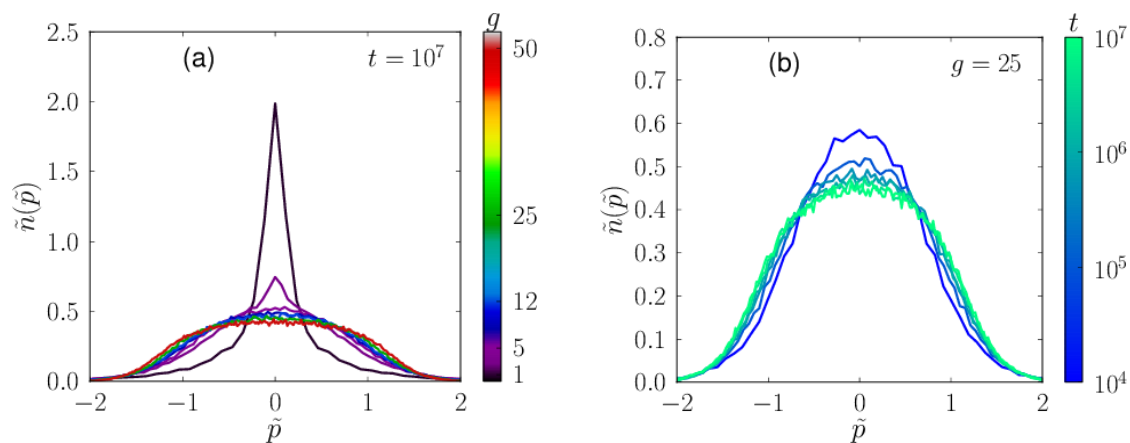 g
2.5
(a)
t = 10^7
50
2.0
1.5
ñ(p̃)
25
1.0
12
0.5
5
0.0
1
−2 −1 0 1 2
p̃
t
0.8
(b)
g = 25
10^7
0.7
0.6
10^6
0.5
ñ(p̃)
0.4
0.3
10^5
0.2
0.1
0.0
10^4
−2 −1 0 1 2
p̃